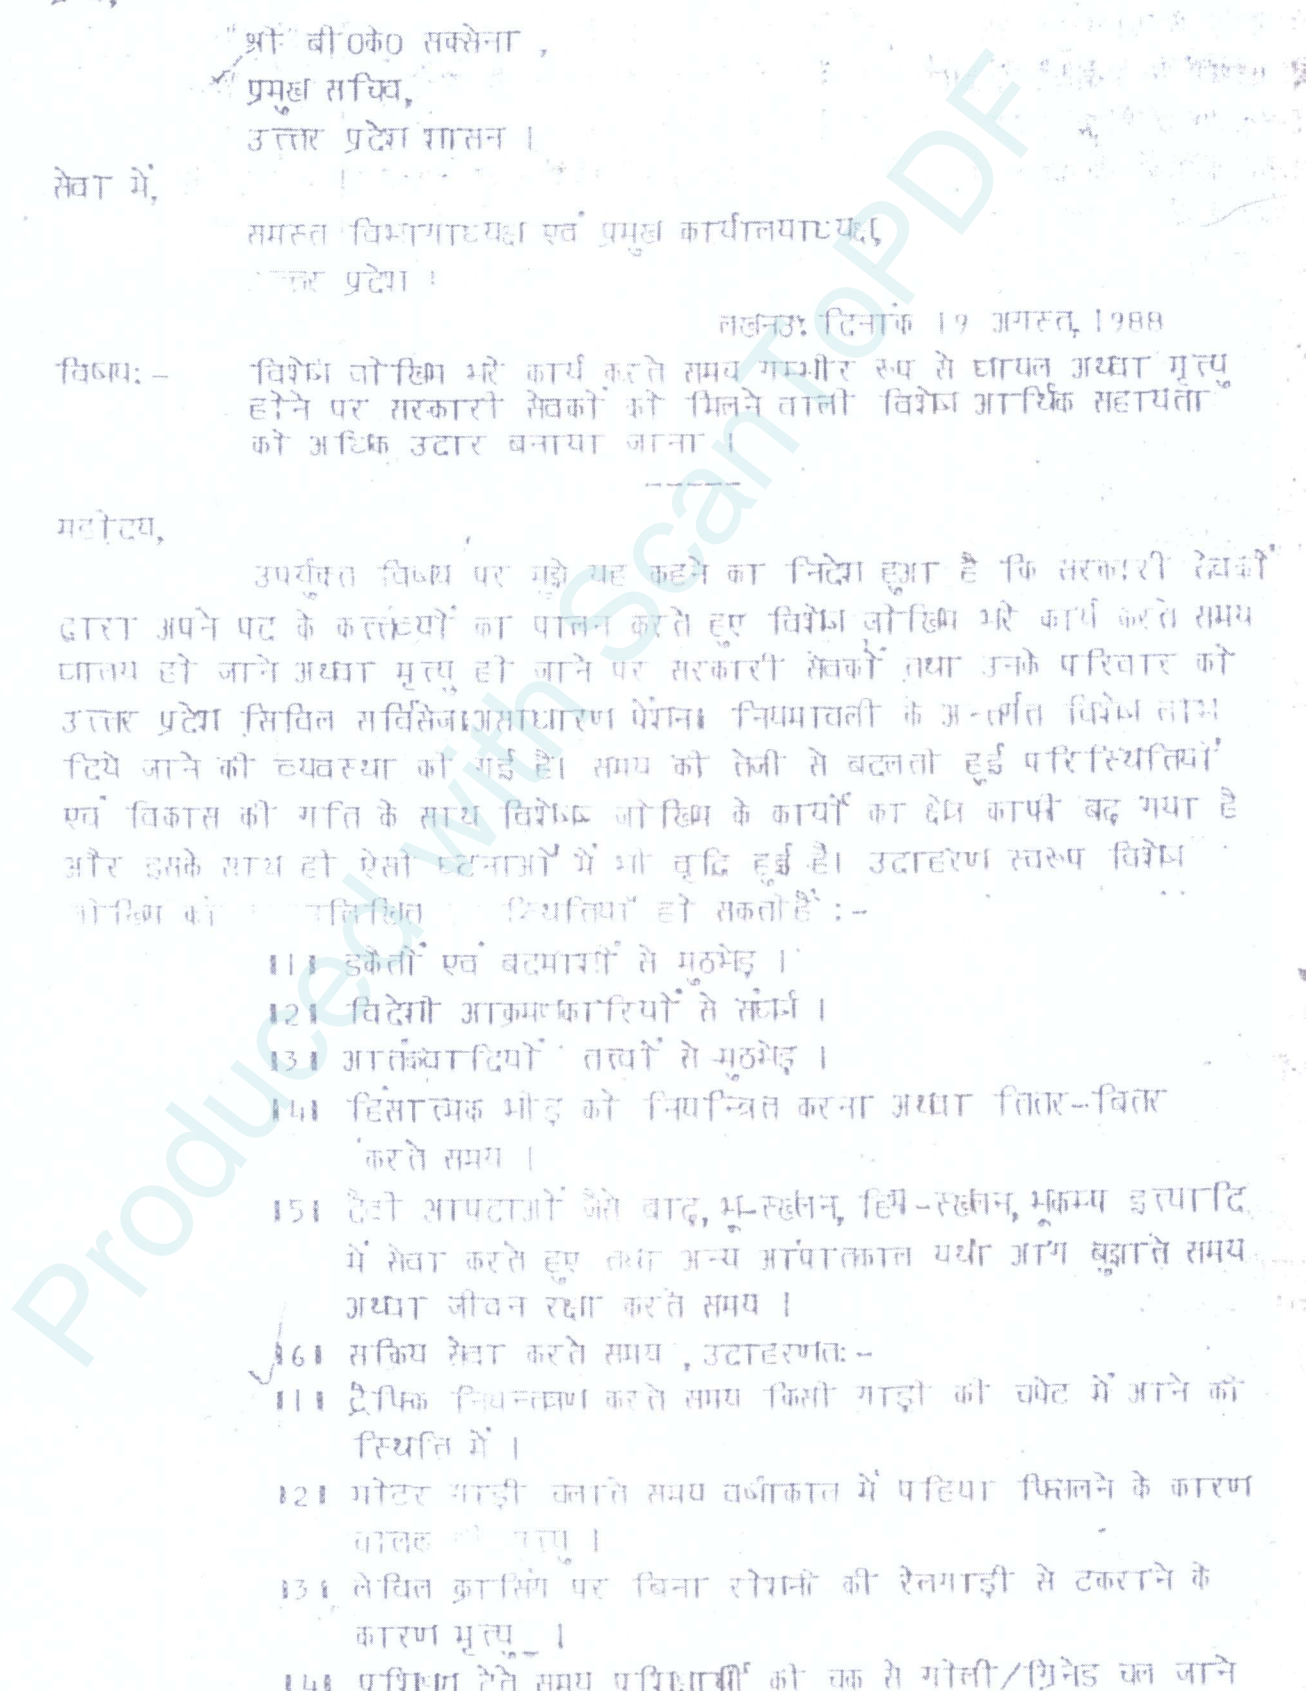 श्री बी0के0 सक्सेना ,
प्रमुख सचिव,
उत्तर प्रदेश शासन ।
सेवा में,
समस्त विभागाध्यक्ष एवं प्रमुख कार्यालयाध्यक्ष,
प्रदेश ।
लखनऊ: दिनांक 19 अगस्त, 1988
विषय:- विशेष जोखिम भरे कार्य करते समय गम्भीर रूप से घायल अथवा मृत्यु
होने पर सरकारी सेवकों को मिलने वाली विशेष आर्थिक सहायता
को अधिक उदार बनाया जाना ।
-----
महोदय,
उपर्युक्त विषय पर मुझे यह कहने का निदेश हुआ है कि सरकारी सेवकों
द्वारा अपने पद के कर्त्तव्यों का पालन करते हुए विशेष जोखिम भरे कार्य करते समय
घालय हो जाने अथवा मृत्यु हो जाने पर सरकारी सेवकों तथा उनके परिवार को
उत्तर प्रदेश सिविल सर्विसेज॥असाधारण पेंशन॥ नियमावली के अन्तर्गत विशेष लाभ
दिये जाने की व्यवस्था की गई है। समय की तेजी से बदलती हुई परिस्थितियों
एवं विकास की गति के साथ विशेष जोखिम के कार्यों का क्षेत्र काफी बढ़ गया है
और इसके साथ ही ऐसी घटनाओं में भी वृद्धि हुई है। उदाहरण स्वरूप विशेष
जोखिम की स्थितियाँ हो सकती हैं :-
॥1॥ डकैतों एवं बदमाशों से मुठभेड़ ।
॥2॥ विदेशी आक्रमणकारियों से संघर्ष ।
॥3॥ आतंकवादियों तत्वों से मुठभेड़ ।
॥4॥ हिंसात्मक भीड़ को नियन्त्रित करना अथवा तितर-बितर
करते समय ।
॥5॥ दैवी आपदाओं जैसे बाढ़, भू-स्खलन, हिम-स्खलन, भूकम्प इत्यादि
में सेवा करते हुए तथा अन्य आपातकाल यथा आग बुझाते समय
अथवा जीवन रक्षा करते समय ।
॥6॥ सक्रिय सेवा करते समय , उदाहरणत:-
॥1॥ ट्रैफिक नियन्त्रण करते समय किसी गाड़ी की चपेट में आने की
स्थिति में ।
॥2॥ मोटर गाड़ी चलाते समय वर्षाकाल में पहिया फिसलने के कारण
चालक की मृत्यु ।
॥3॥ लेविल क्रासिंग पर बिना रोशनी की रेलगाड़ी से टकराने के
कारण मृत्यु ।
॥4॥ प्रशिक्षण देते समय प्रशिक्षार्थी की चूक से गोली/ग्रिनेड चल जाने
Produced with ScanToPDF